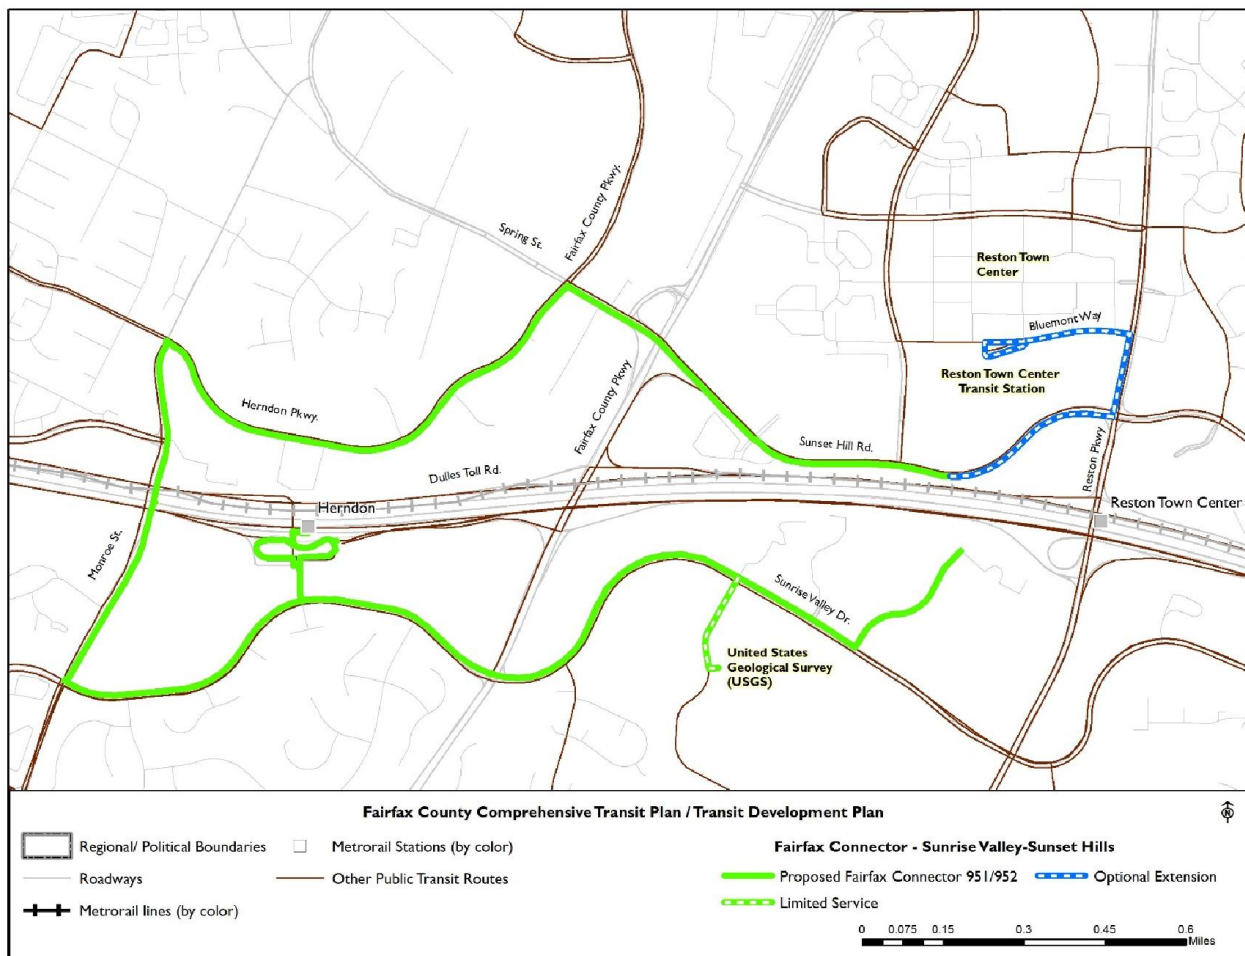 Spring St.
Fairfax County Pkwy.
Reston Town
Center
Bluemont Way
Reston Town Center
Transit Station
Herndon Pkwy.
Fairfax County Pkwy
Sunset Hill Rd.
Reston Pkwy
Dulles Toll Rd.
Herndon
Reston Town Center
Monroe St.
Sunrise Valley Dr.
United States
Geological Survey
(USGS)
Fairfax County Comprehensive Transit Plan / Transit Development Plan
N
Regional/ Political Boundaries
Metrorail Stations (by color)
Roadways
Other Public Transit Routes
Metrorail lines (by color)
Fairfax Connector - Sunrise Valley-Sunset Hills
Proposed Fairfax Connector 951/952
Optional Extension
Limited Service
0 0.075 0.15 0.3 0.45 0.6
Miles